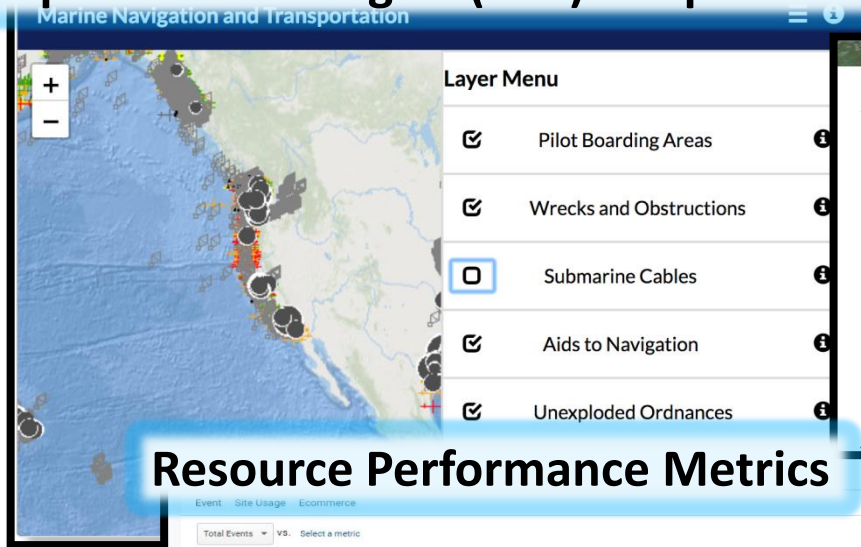 Marine Navigation and Transportation
+
−
Layer Menu
Pilot Boarding Areas
Wrecks and Obstructions
Submarine Cables
Aids to Navigation
Unexploded Ordnances
Resource Performance Metrics
Event Site Usage Ecommerce
Total Events VS. Select a metric